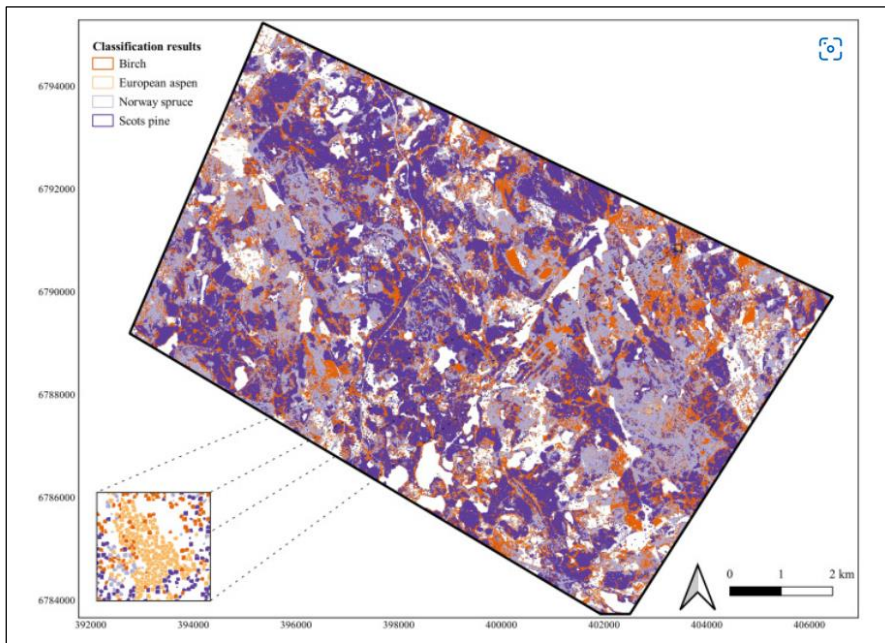 Classification results
Birch
European aspen
Norway spruce
Scots pine
6794000
6792000
6790000
6788000
6786000
6784000
0 1 2 km
392000 394000 396000 398000 400000 402000 404000 406000